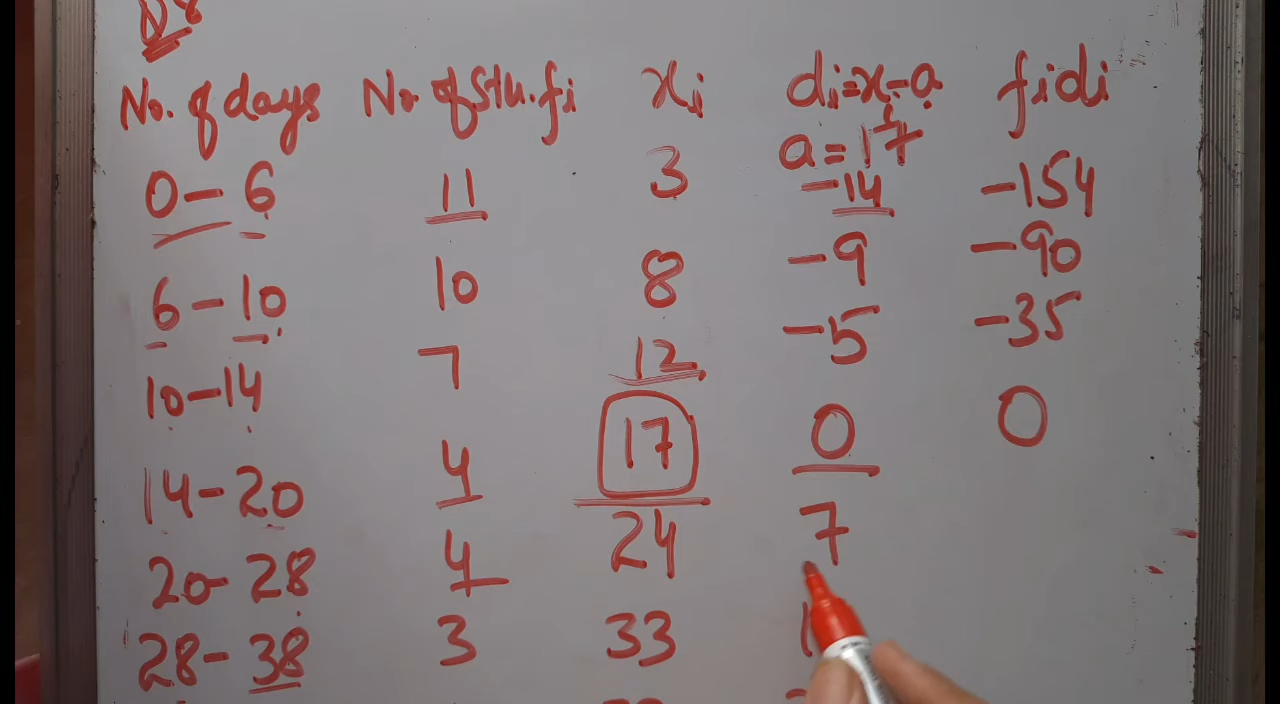 Q8
No. of days No. of Stu. fi xi di=xi-a fidi
a=17
0-6 11 3 -14 -154
6-10 10 8 -9 -90
10-14 7 12 -5 -35
14-20 4 17 0 0
20-28 4 24 7
28-38 3 33